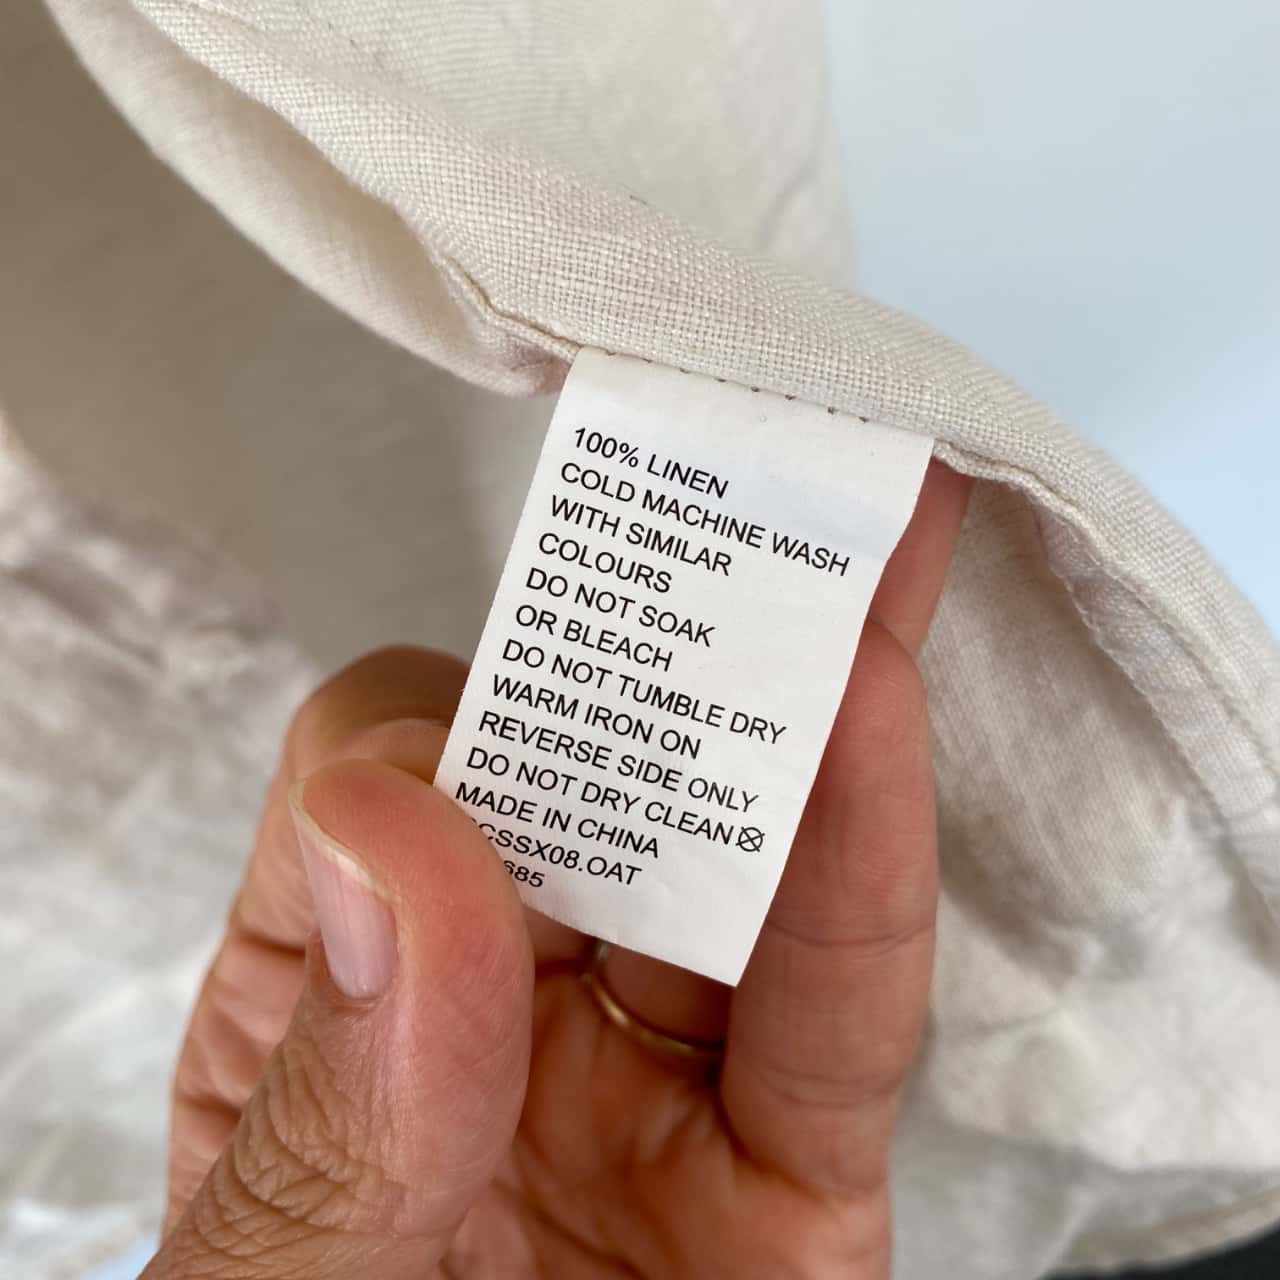 100% LINEN
COLD MACHINE WASH
WITH SIMILAR
COLOURS
DO NOT SOAK
OR BLEACH
DO NOT TUMBLE DRY
WARM IRON ON
REVERSE SIDE ONLY
DO NOT DRY CLEAN
MADE IN CHINA